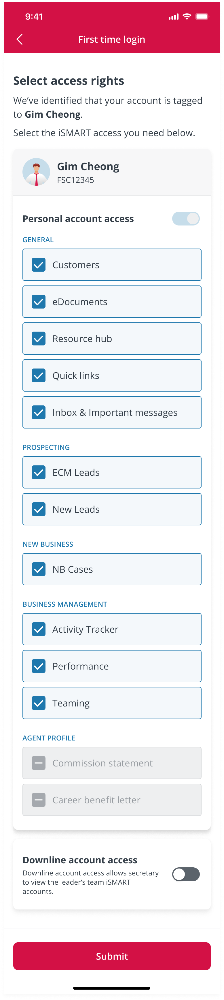 9:41
First time login
Select access rights
We’ve identified that your account is tagged
to Gim Cheong.
Select the iSMART access you need below.
Gim Cheong
FSC12345
Personal account access
GENERAL
Customers
eDocuments
Resource hub
Quick links
Inbox & Important messages
PROSPECTING
ECM Leads
New Leads
NEW BUSINESS
NB Cases
BUSINESS MANAGEMENT
Activity Tracker
Performance
Teaming
AGENT PROFILE
Commission statement
Career benefit letter
Downline account access
Downline account access allows secretary
to view the leader’s team iSMART
accounts.
Submit